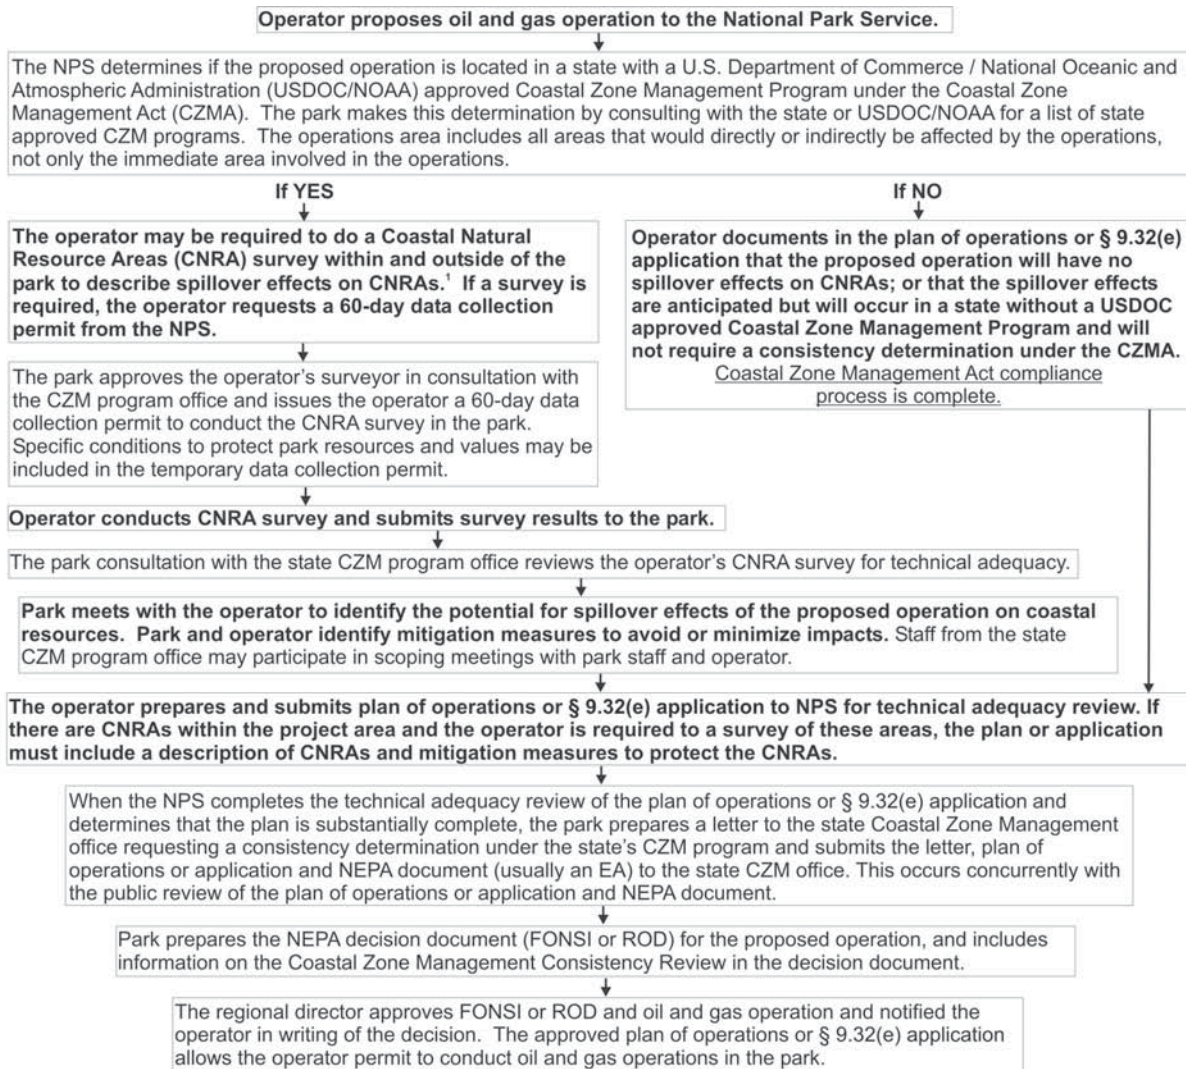 Operator proposes oil and gas operation to the National Park Service.
The NPS determines if the proposed operation is located in a state with a U.S. Department of Commerce / National Oceanic and
Atmospheric Administration (USDOC/NOAA) approved Coastal Zone Management Program under the Coastal Zone
Management Act (CZMA). The park makes this determination by consulting with the state or USDOC/NOAA for a list of state
approved CZM programs. The operations area includes all areas that would directly or indirectly be affected by the operations,
not only the immediate area involved in the operations.
If YES
The operator may be required to do a Coastal Natural
Resource Areas (CNRA) survey within and outside of the
park to describe spillover effects on CNRAs.¹ If a survey is
required, the operator requests a 60-day data collection
permit from the NPS.
The park approves the operator's surveyor in consultation with
the CZM program office and issues the operator a 60-day data
collection permit to conduct the CNRA survey in the park.
Specific conditions to protect park resources and values may be
included in the temporary data collection permit.
If NO
Operator documents in the plan of operations or § 9.32(e)
application that the proposed operation will have no
spillover effects on CNRAs; or that the spillover effects
are anticipated but will occur in a state without a USDOC
approved Coastal Zone Management Program and will
not require a consistency determination under the CZMA.
Coastal Zone Management Act compliance
process is complete.
Operator conducts CNRA survey and submits survey results to the park.
The park consultation with the state CZM program office reviews the operator's CNRA survey for technical adequacy.
Park meets with the operator to identify the potential for spillover effects of the proposed operation on coastal
resources. Park and operator identify mitigation measures to avoid or minimize impacts. Staff from the state
CZM program office may participate in scoping meetings with park staff and operator.
The operator prepares and submits plan of operations or § 9.32(e) application to NPS for technical adequacy review. If
there are CNRAs within the project area and the operator is required to a survey of these areas, the plan or application
must include a description of CNRAs and mitigation measures to protect the CNRAs.
When the NPS completes the technical adequacy review of the plan of operations or § 9.32(e) application and
determines that the plan is substantially complete, the park prepares a letter to the state Coastal Zone Management
office requesting a consistency determination under the state's CZM program and submits the letter, plan of
operations or application and NEPA document (usually an EA) to the state CZM office. This occurs concurrently with
the public review of the plan of operations or application and NEPA document.
Park prepares the NEPA decision document (FONSI or ROD) for the proposed operation, and includes
information on the Coastal Zone Management Consistency Review in the decision document.
The regional director approves FONSI or ROD and oil and gas operation and notified the
operator in writing of the decision. The approved plan of operations or § 9.32(e) application
allows the operator permit to conduct oil and gas operations in the park.